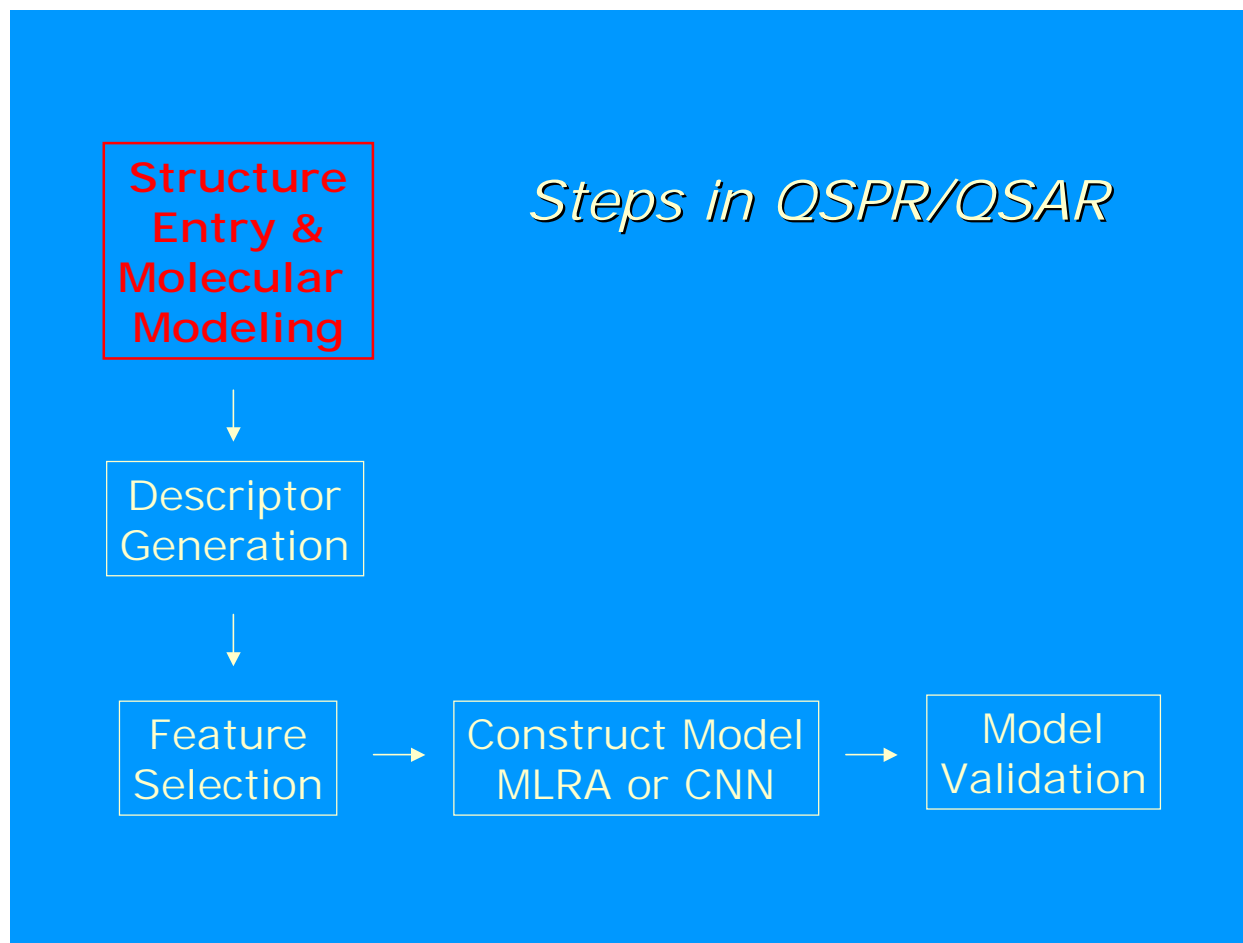 Steps in QSPR/QSAR
Structure
Entry &
Molecular
Modeling
Descriptor
Generation
Feature
Selection
Construct Model
MLRA or CNN
Model
Validation